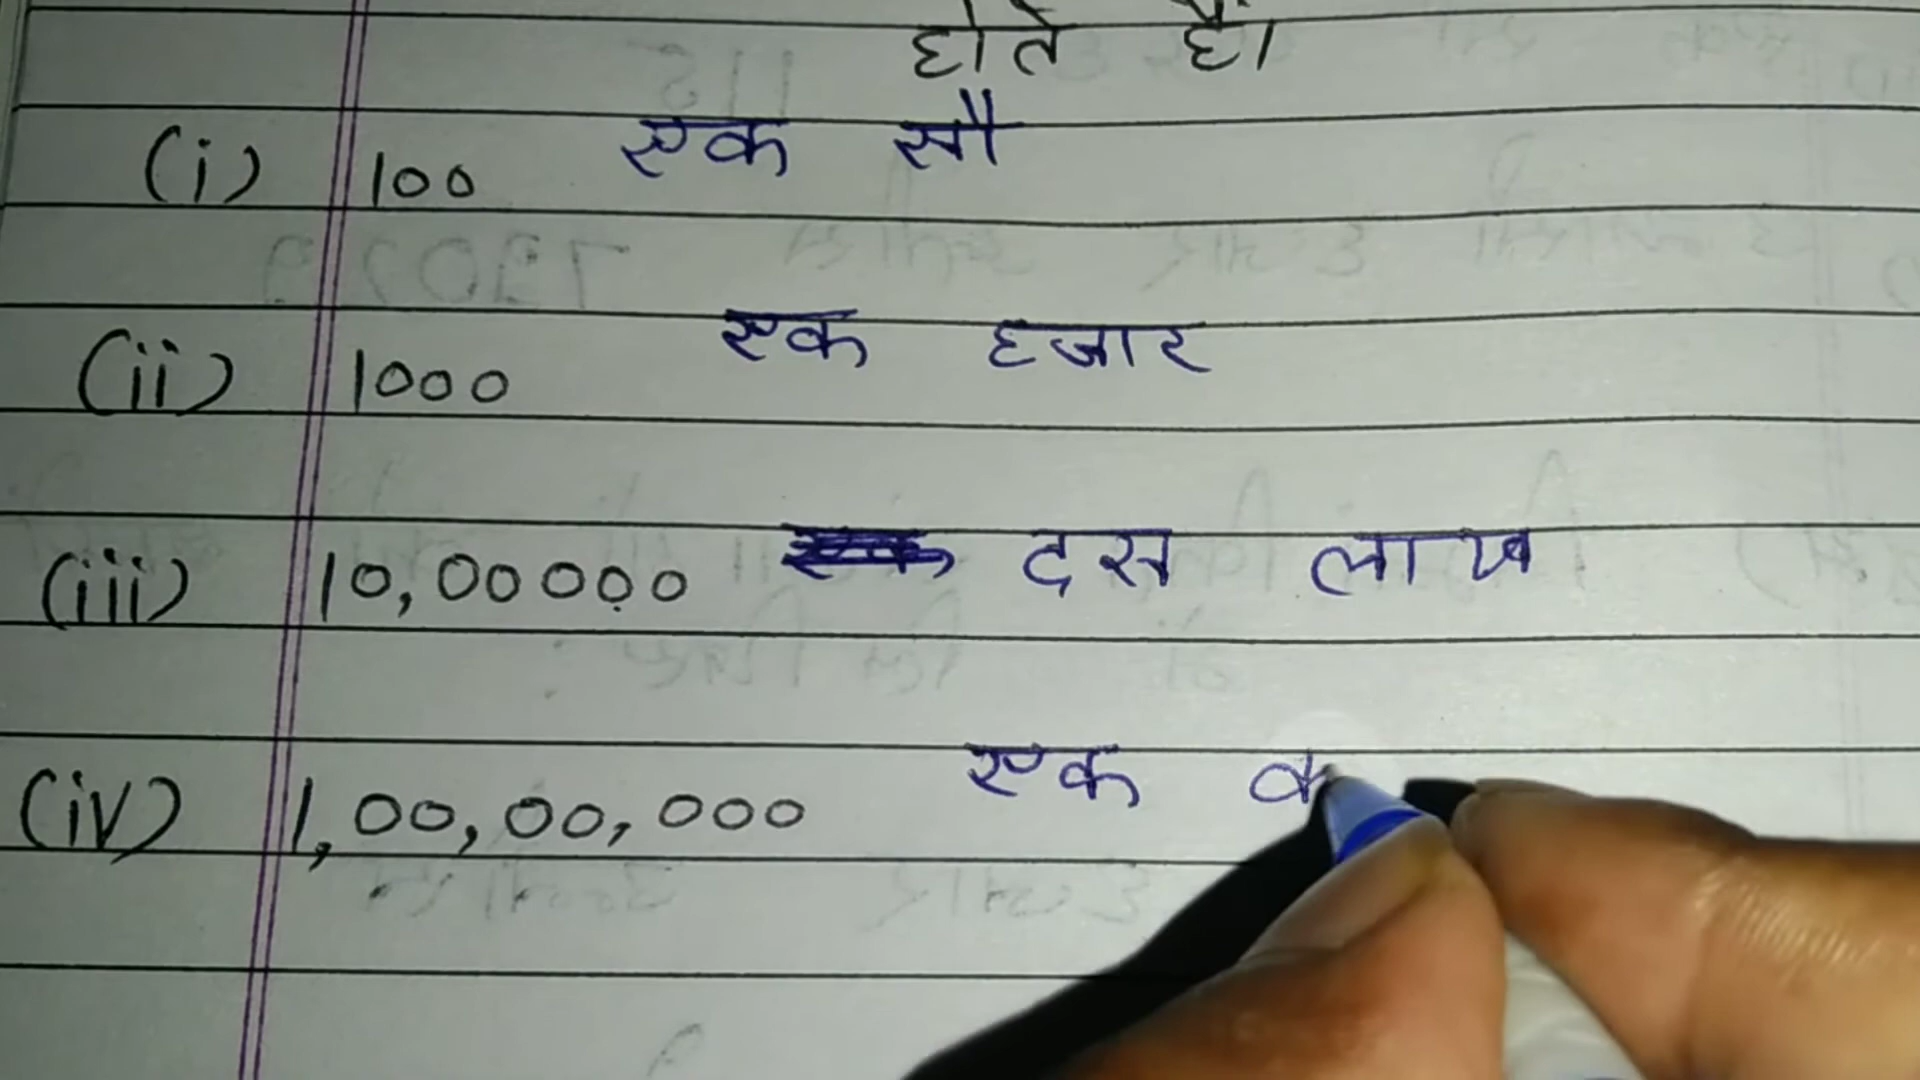 होते हैं।
(i) 100 एक सौ
(ii) 1000 एक हजार
(iii) 10,00000 दस लाख
(iv) 1,00,00,000 एक क